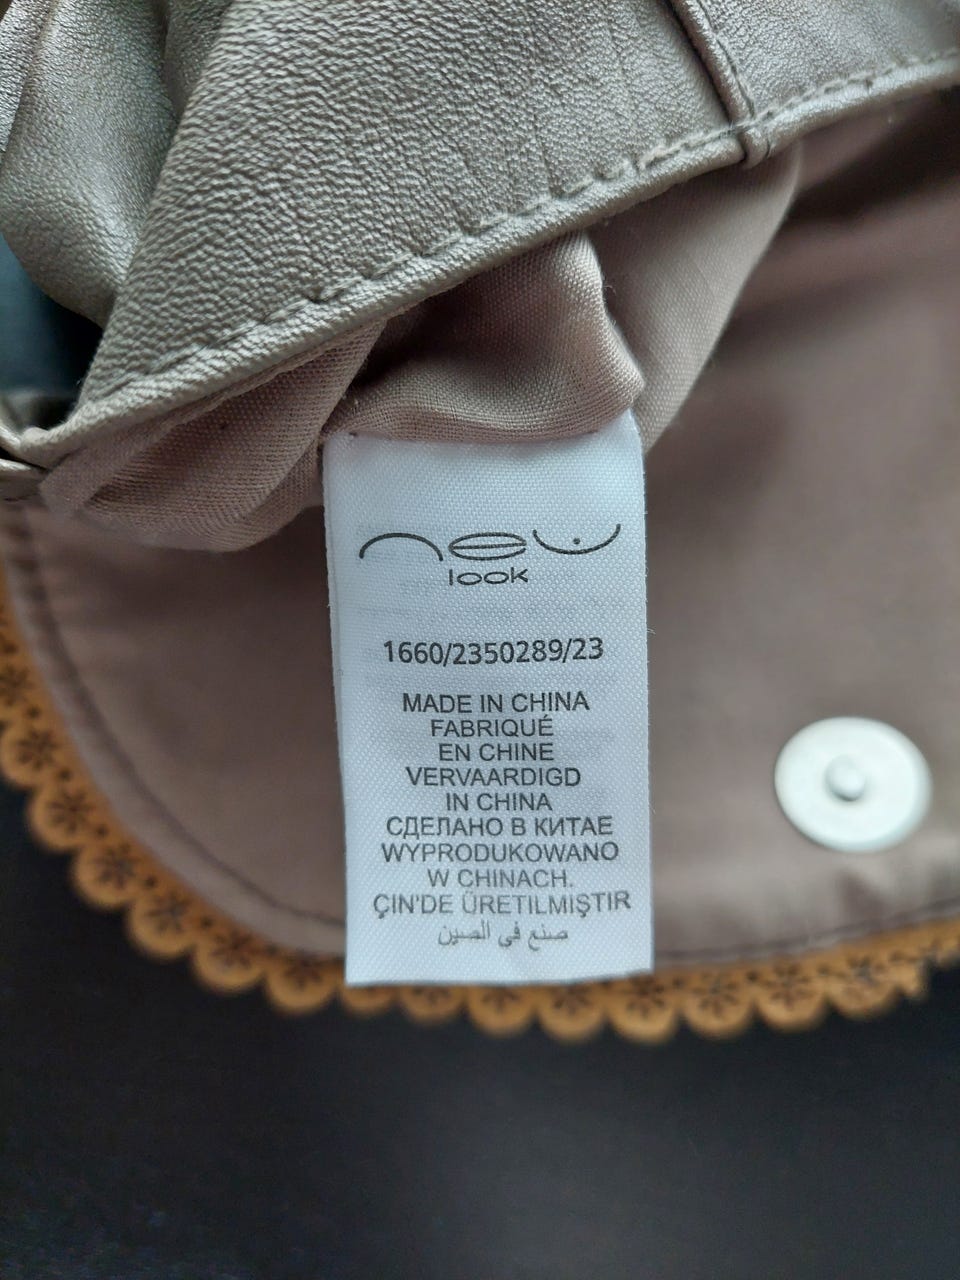 new
look
1660/2350289/23
MADE IN CHINA
FABRIQUÉ
EN CHINE
VERVAARDIGD
IN CHINA
СДЕЛАНО В КИТАЕ
WYPRODUKOWANO
W CHINACH.
ÇIN'DE ÜRETILMIŞTIR
صنع في الصين